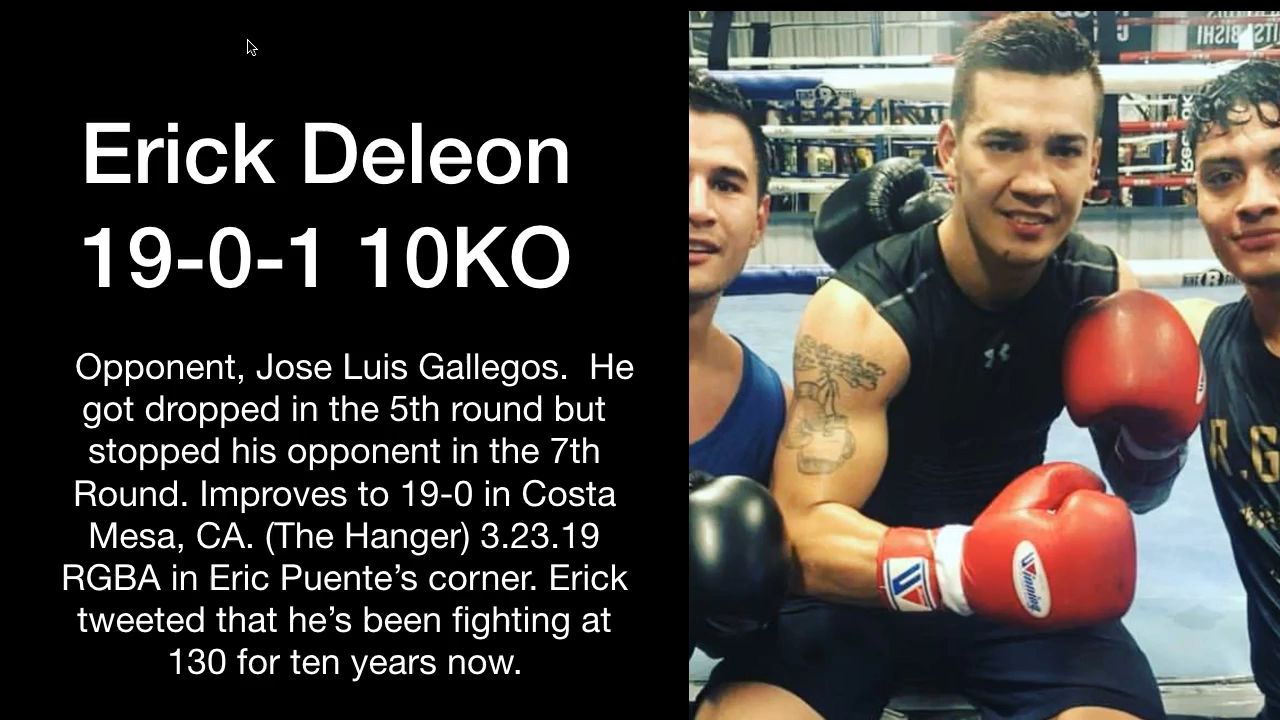 Erick Deleon
19-0-1 10KO
Opponent, Jose Luis Gallegos.  He
got dropped in the 5th round but
stopped his opponent in the 7th
Round. Improves to 19-0 in Costa
Mesa, CA. (The Hanger) 3.23.19
RGBA in Eric Puente’s corner. Erick
tweeted that he’s been fighting at
130 for ten years now.
Winning
R.G